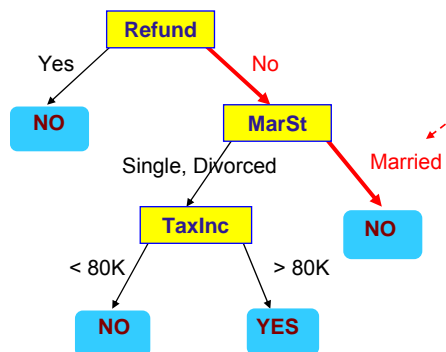 Refund
Yes
No
NO
MarSt
Single, Divorced
Married
TaxInc
NO
< 80K
> 80K
NO
YES